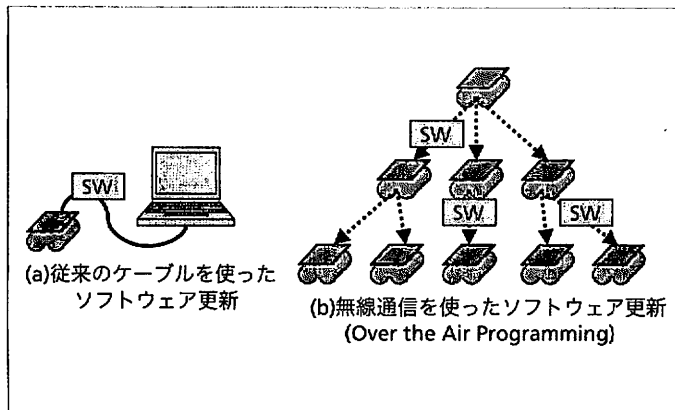 SW
(a)従来のケーブルを使った
ソフトウェア更新
SW
SW
SW
(b)無線通信を使ったソフトウェア更新
(Over the Air Programming)